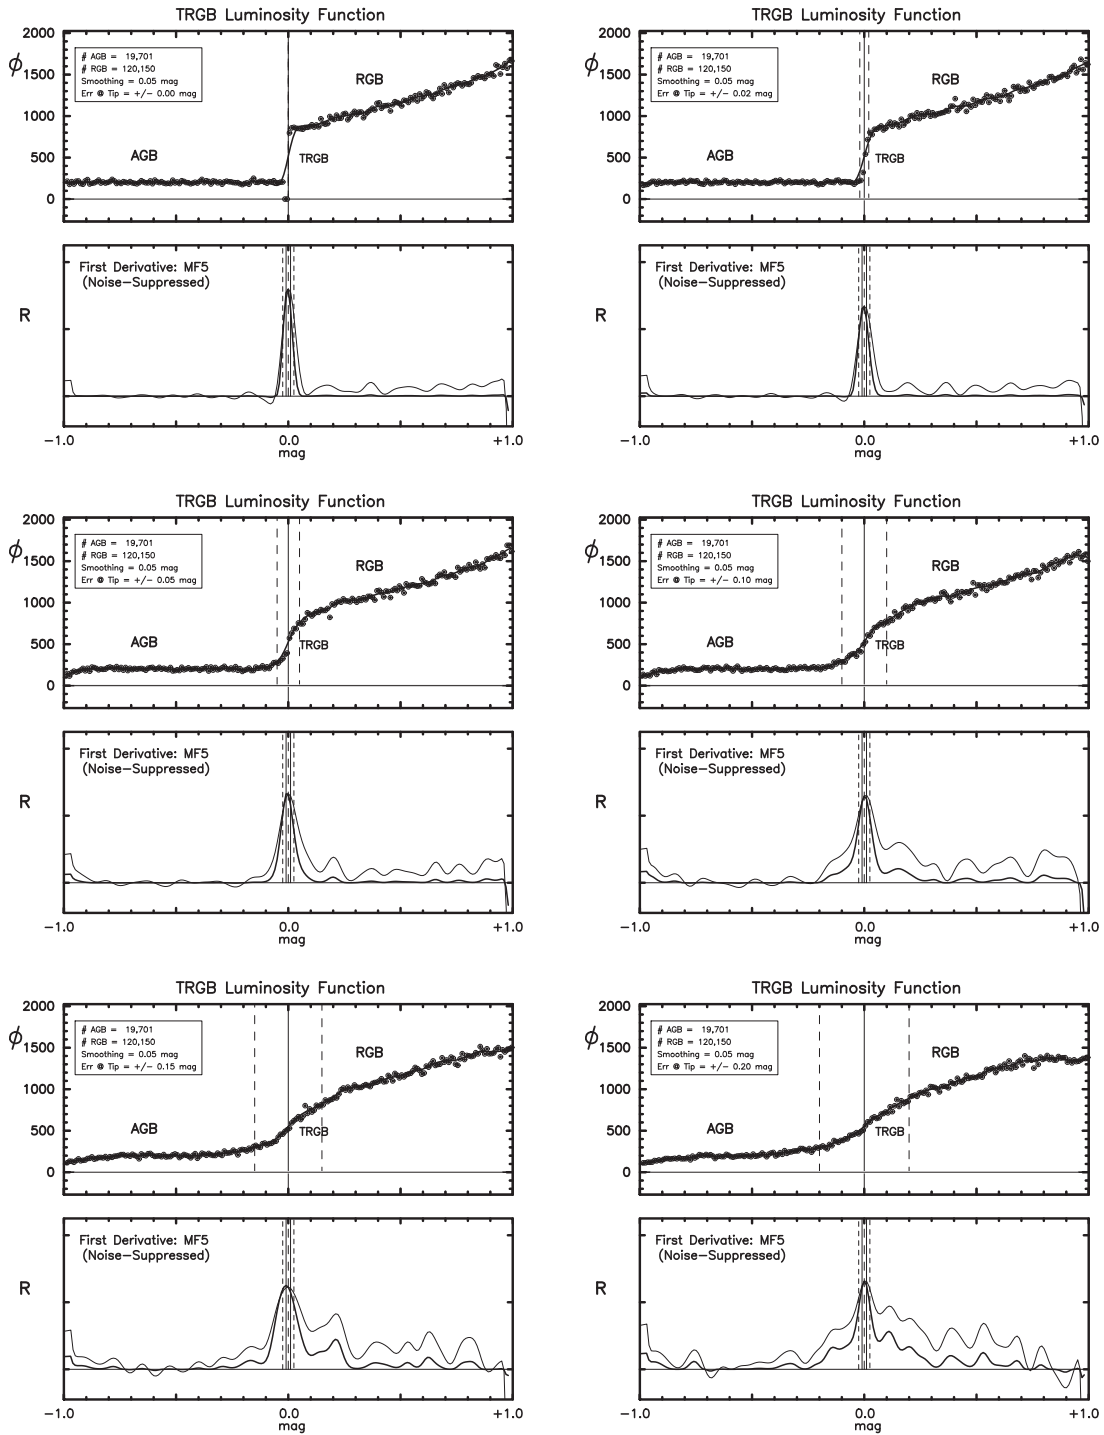 TRGB Luminosity Function
ϕ
2000
1500
1000
500
0
# AGB = 19,701
# RGB = 120,150
Smoothing = 0.05 mag
Err @ Tip = +/- 0.00 mag
RGB
AGB
TRGB
First Derivative: MF5
(Noise-Suppressed)
R
-1.0
0.0
+1.0
mag
TRGB Luminosity Function
ϕ
2000
1500
1000
500
0
# AGB = 19,701
# RGB = 120,150
Smoothing = 0.05 mag
Err @ Tip = +/- 0.02 mag
RGB
AGB
TRGB
First Derivative: MF5
(Noise-Suppressed)
R
-1.0
0.0
+1.0
mag
TRGB Luminosity Function
ϕ
2000
1500
1000
500
0
# AGB = 19,701
# RGB = 120,150
Smoothing = 0.05 mag
Err @ Tip = +/- 0.05 mag
RGB
AGB
TRGB
First Derivative: MF5
(Noise-Suppressed)
R
-1.0
0.0
+1.0
mag
TRGB Luminosity Function
ϕ
2000
1500
1000
500
0
# AGB = 19,701
# RGB = 120,150
Smoothing = 0.05 mag
Err @ Tip = +/- 0.10 mag
RGB
AGB
TRGB
First Derivative: MF5
(Noise-Suppressed)
R
-1.0
0.0
+1.0
mag
TRGB Luminosity Function
ϕ
2000
1500
1000
500
0
# AGB = 19,701
# RGB = 120,150
Smoothing = 0.05 mag
Err @ Tip = +/- 0.15 mag
RGB
AGB
TRGB
First Derivative: MF5
(Noise-Suppressed)
R
-1.0
0.0
+1.0
mag
TRGB Luminosity Function
ϕ
2000
1500
1000
500
0
# AGB = 19,701
# RGB = 120,150
Smoothing = 0.05 mag
Err @ Tip = +/- 0.20 mag
RGB
AGB
TRGB
First Derivative: MF5
(Noise-Suppressed)
R
-1.0
0.0
+1.0
mag